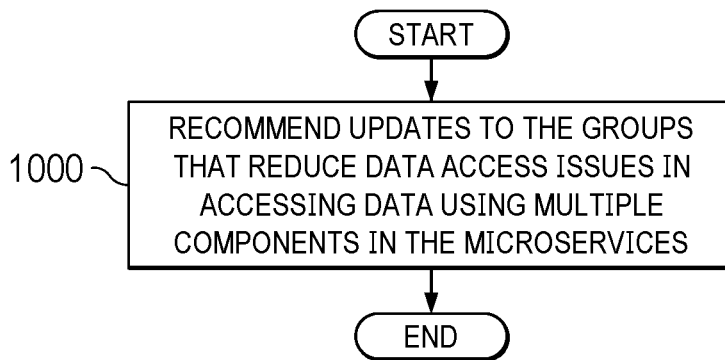 START
1000
RECOMMEND UPDATES TO THE GROUPS
THAT REDUCE DATA ACCESS ISSUES IN
ACCESSING DATA USING MULTIPLE
COMPONENTS IN THE MICROSERVICES
END